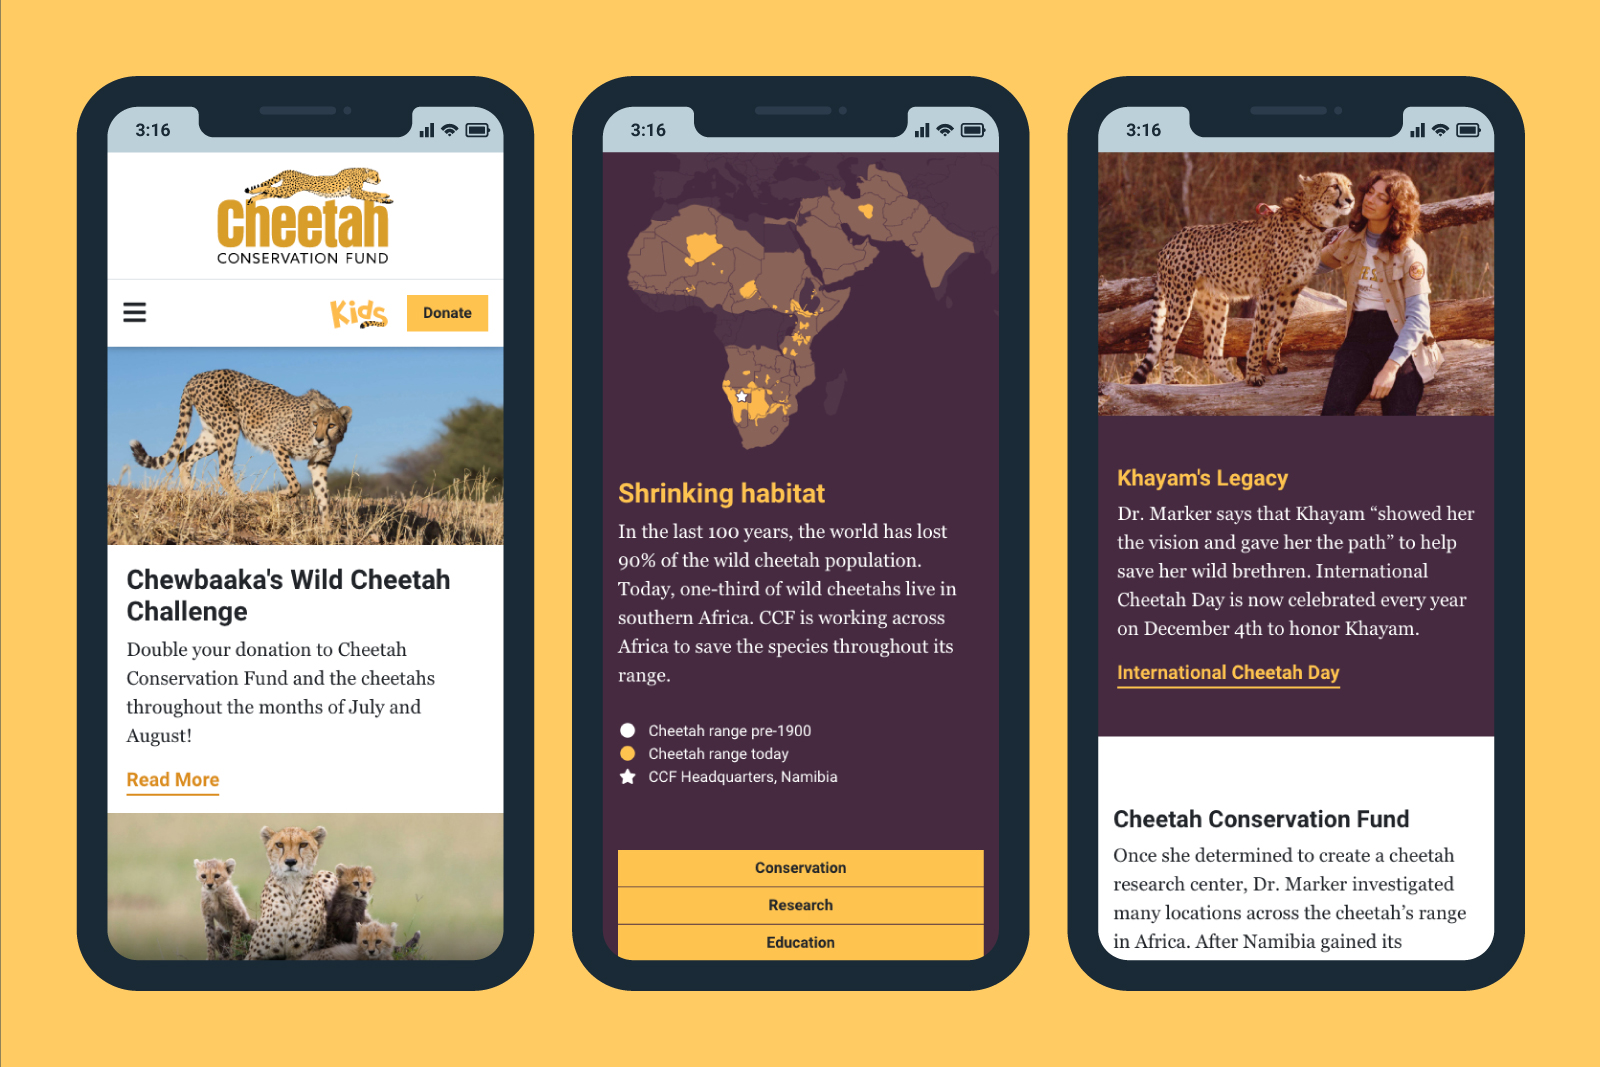 3:16
Cheetah
CONSERVATION FUND
Kids
Donate
Chewbaaka's Wild Cheetah
Challenge
Double your donation to Cheetah
Conservation Fund and the cheetahs
throughout the months of July and
August!
Read More
3:16
Shrinking habitat
In the last 100 years, the world has lost
90% of the wild cheetah population.
Today, one-third of wild cheetahs live in
southern Africa. CCF is working across
Africa to save the species throughout its
range.
Cheetah range pre-1900
Cheetah range today
CCF Headquarters, Namibia
Conservation
Research
Education
3:16
Khayam's Legacy
Dr. Marker says that Khayam “showed her
the vision and gave her the path” to help
save her wild brethren. International
Cheetah Day is now celebrated every year
on December 4th to honor Khayam.
International Cheetah Day
Cheetah Conservation Fund
Once she determined to create a cheetah
research center, Dr. Marker investigated
many locations across the cheetah’s range
in Africa. After Namibia gained its